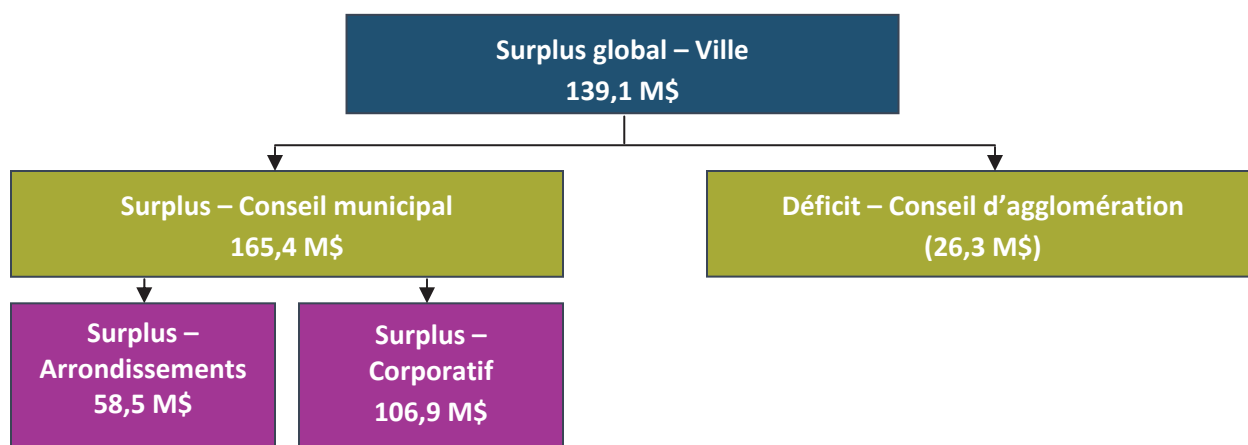 Surplus global – Ville
139,1 M$
Surplus – Conseil municipal
165,4 M$
Déficit – Conseil d’agglomération
(26,3 M$)
Surplus –
Arrondissements
58,5 M$
Surplus –
Corporatif
106,9 M$